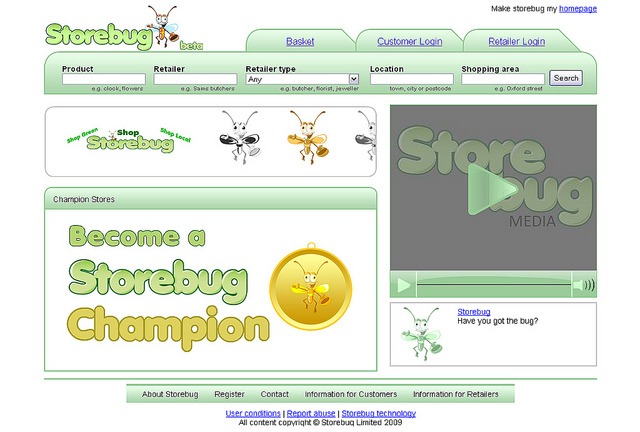 Make storebug my homepage
Storebug
beta
Basket
Customer Login
Retailer Login
Product
Retailer
Retailer type
Location
Shopping area
Any
Search
e.g. clock, flowers
e.g. Sams butchers
e.g. butcher, florist, jeweller
town, city or postcode
e.g. Oxford street
Shop Green
Shop
Shop Local
Storebug
Store
bug
MEDIA
Champion Stores
Become a
Storebug
Champion
Storebug
Have you got the bug?
About Storebug
Register
Contact
Information for Customers
Information for Retailers
User conditions | Report abuse | Storebug technology
All content copyright © Storebug Limited 2009